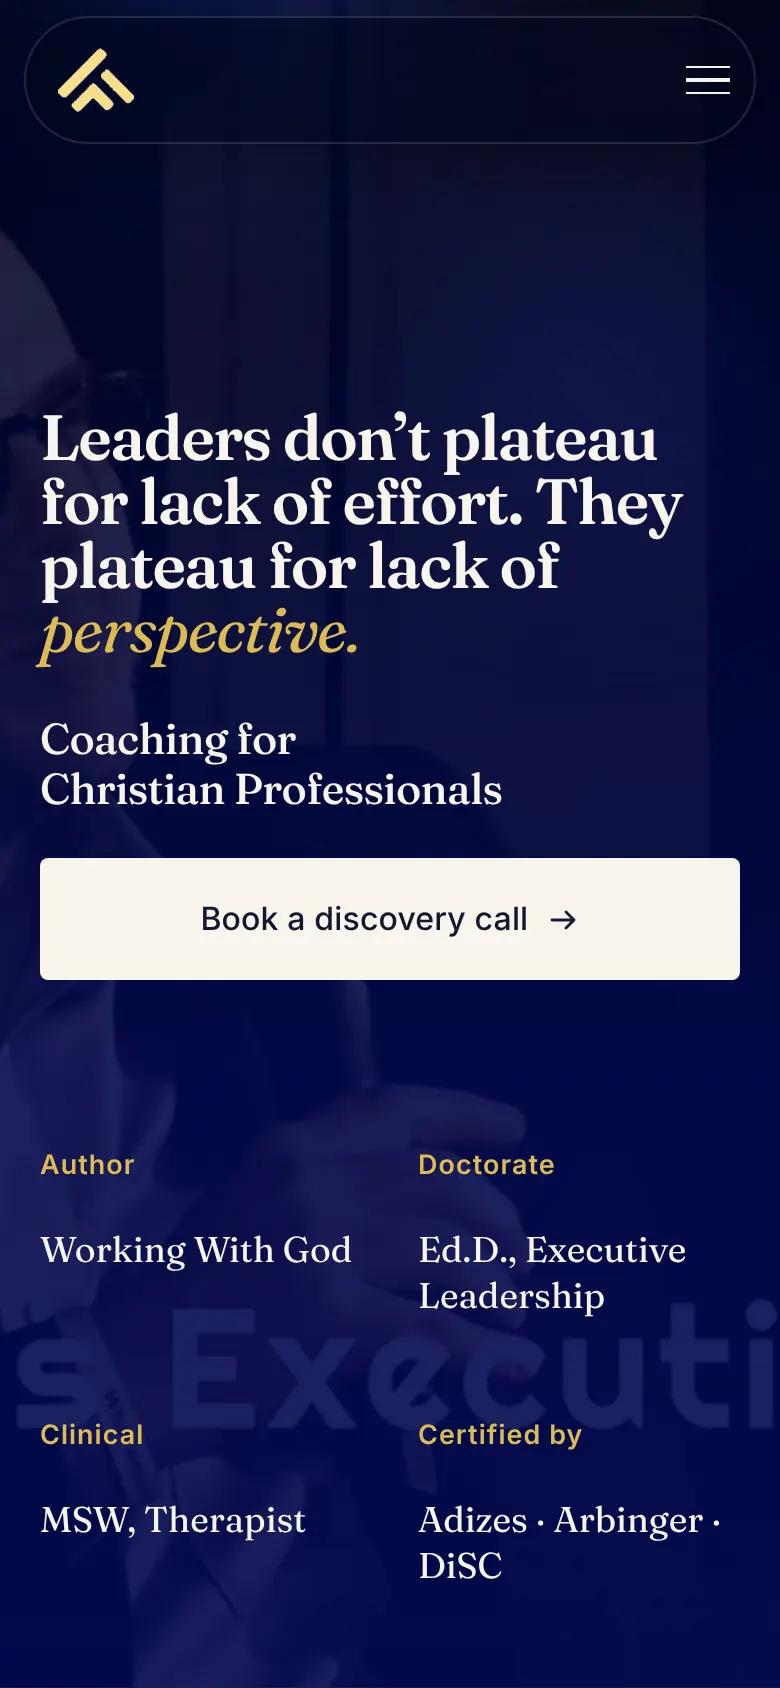 Leaders don’t plateau
for lack of effort. They
plateau for lack of
perspective.
Coaching for
Christian Professionals
Book a discovery call →
Author
Working With God
Doctorate
Ed.D., Executive
Leadership
s Executi
Clinical
MSW, Therapist
Certified by
Adizes · Arbinger ·
DiSC